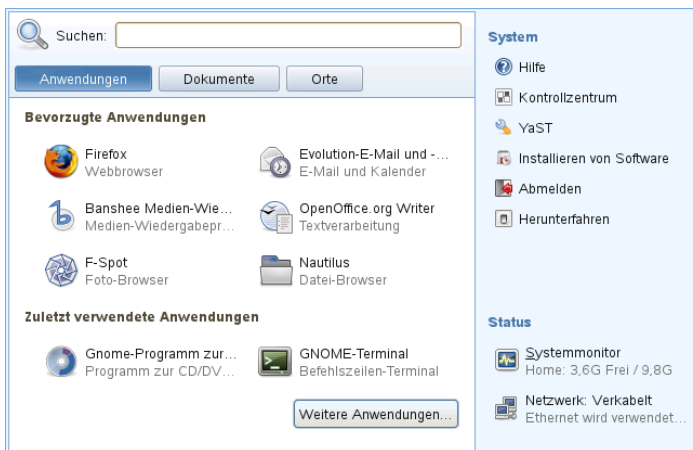 Suchen:
Anwendungen
Dokumente
Orte
Bevorzugte Anwendungen
Firefox
Webbrowser
Evolution-E-Mail und -...
E-Mail und Kalender
Banshee Medien-Wie...
Medien-Wiedergabepr...
OpenOffice.org Writer
Textverarbeitung
F-Spot
Foto-Browser
Nautilus
Datei-Browser
Zuletzt verwendete Anwendungen
Gnome-Programm zur...
Programm zur CD/DV...
GNOME-Terminal
Befehlszeilen-Terminal
Weitere Anwendungen...
System
Hilfe
Kontrollzentrum
YaST
Installieren von Software
Abmelden
Herunterfahren
Status
Systemmonitor
Home: 3,6G Frei / 9,8G
Netzwerk: Verkabelt
Ethernet wird verwendet...